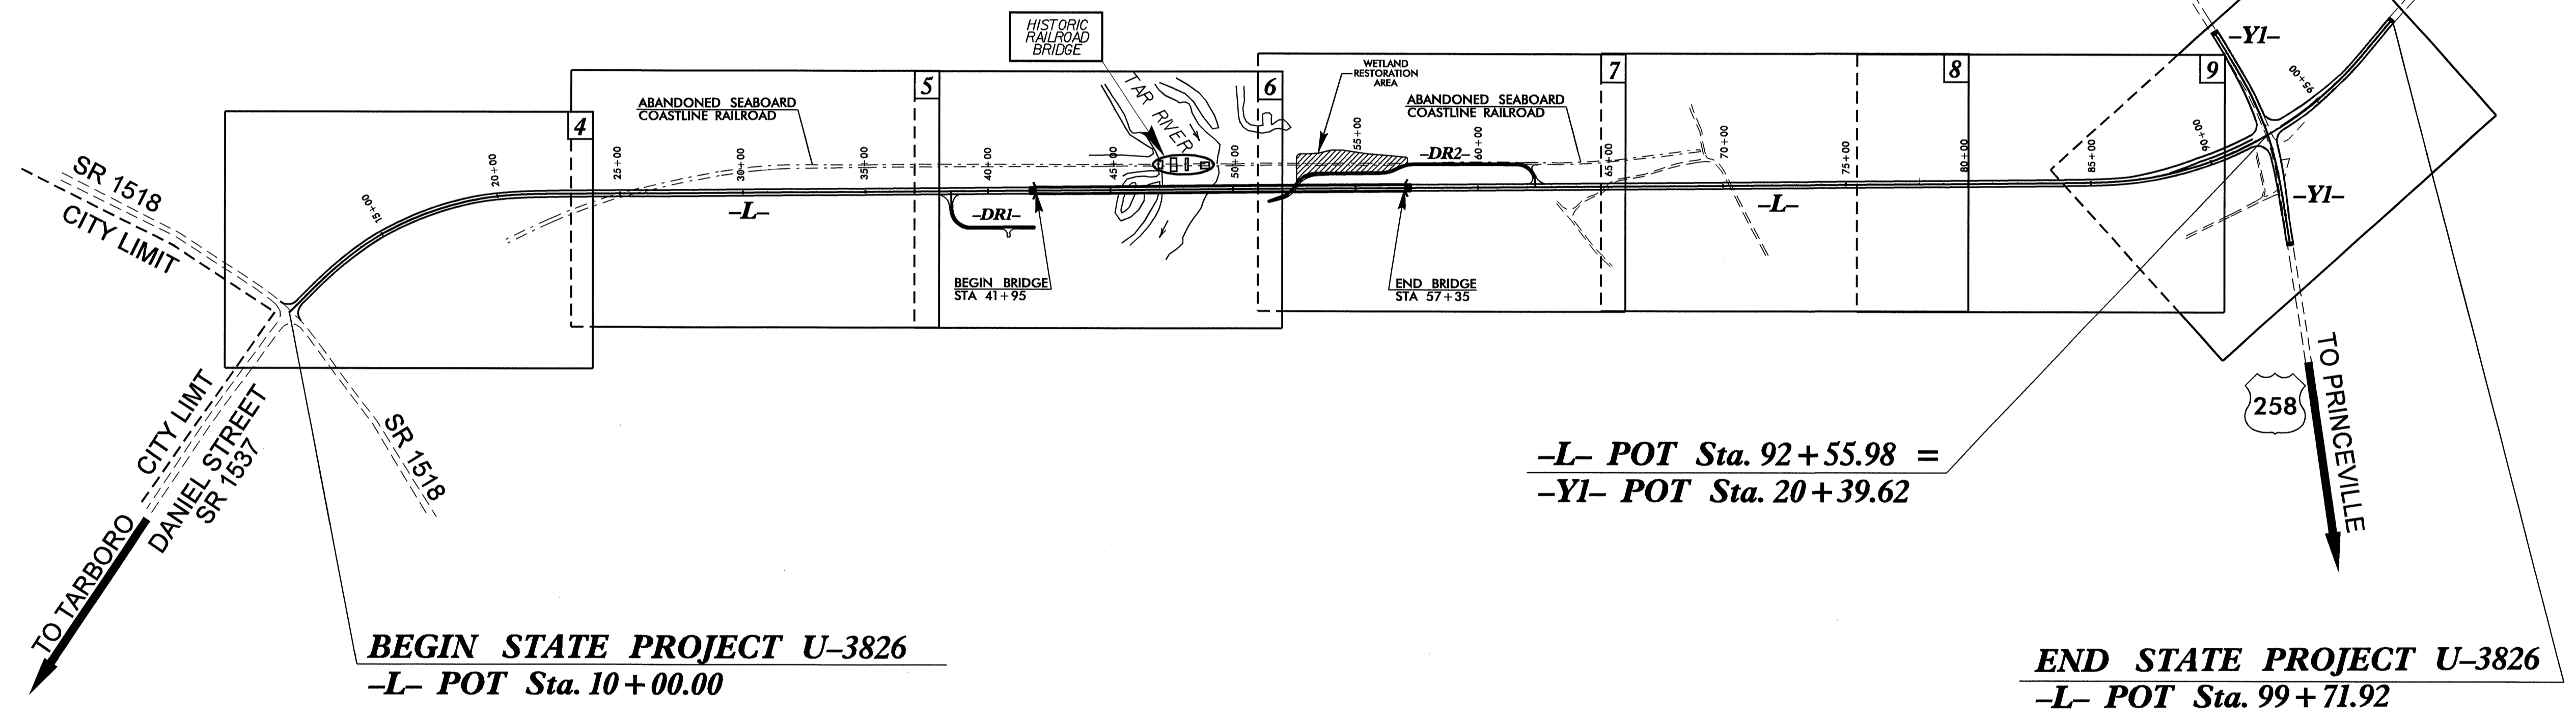 HISTORIC
RAILROAD
BRIDGE
–Y1–
WETLAND
RESTORATION
AREA
4
5
6
7
8
9
ABANDONED SEABOARD
COASTLINE RAILROAD
TAR RIVER
ABANDONED SEABOARD
COASTLINE RAILROAD
15+00
20+00
25+00
30+00
35+00
40+00
45+00
50+00
55+00
60+00
65+00
70+00
75+00
80+00
85+00
90+00
95+00
–L–
–DR1–
–DR2–
–L–
–Y1–
SR 1518
CITY LIMIT
BEGIN BRIDGE
STA 41+95
END BRIDGE
STA 57+35
CITY LIMIT
DANIEL STREET
SR 1537
SR 1518
TO TARBORO
258
TO PRINCEVILLE
–L– POT Sta. 92+55.98 =
–Y1– POT Sta. 20+39.62
BEGIN STATE PROJECT U–3826
–L– POT Sta. 10+00.00
END STATE PROJECT U–3826
–L– POT Sta. 99+71.92